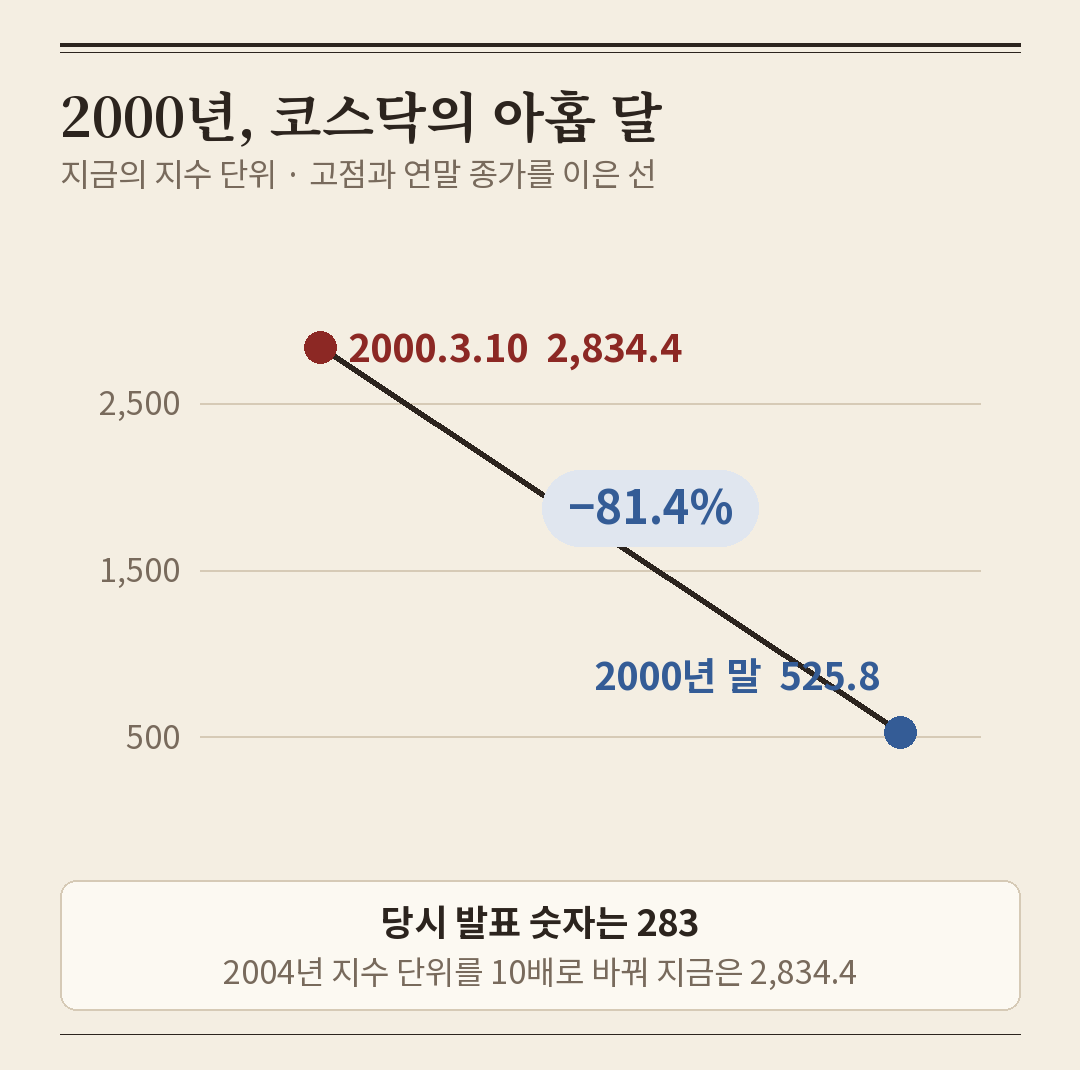 2000년, 코스닥의 아홉 달
지금의 지수 단위 · 고점과 연말 종가를 이은 선
2000.3.10 2,834.4
2,500
−81.4%
1,500
2000년 말 525.8
500
당시 발표 숫자는 283
2004년 지수 단위를 10배로 바꿔 지금은 2,834.4